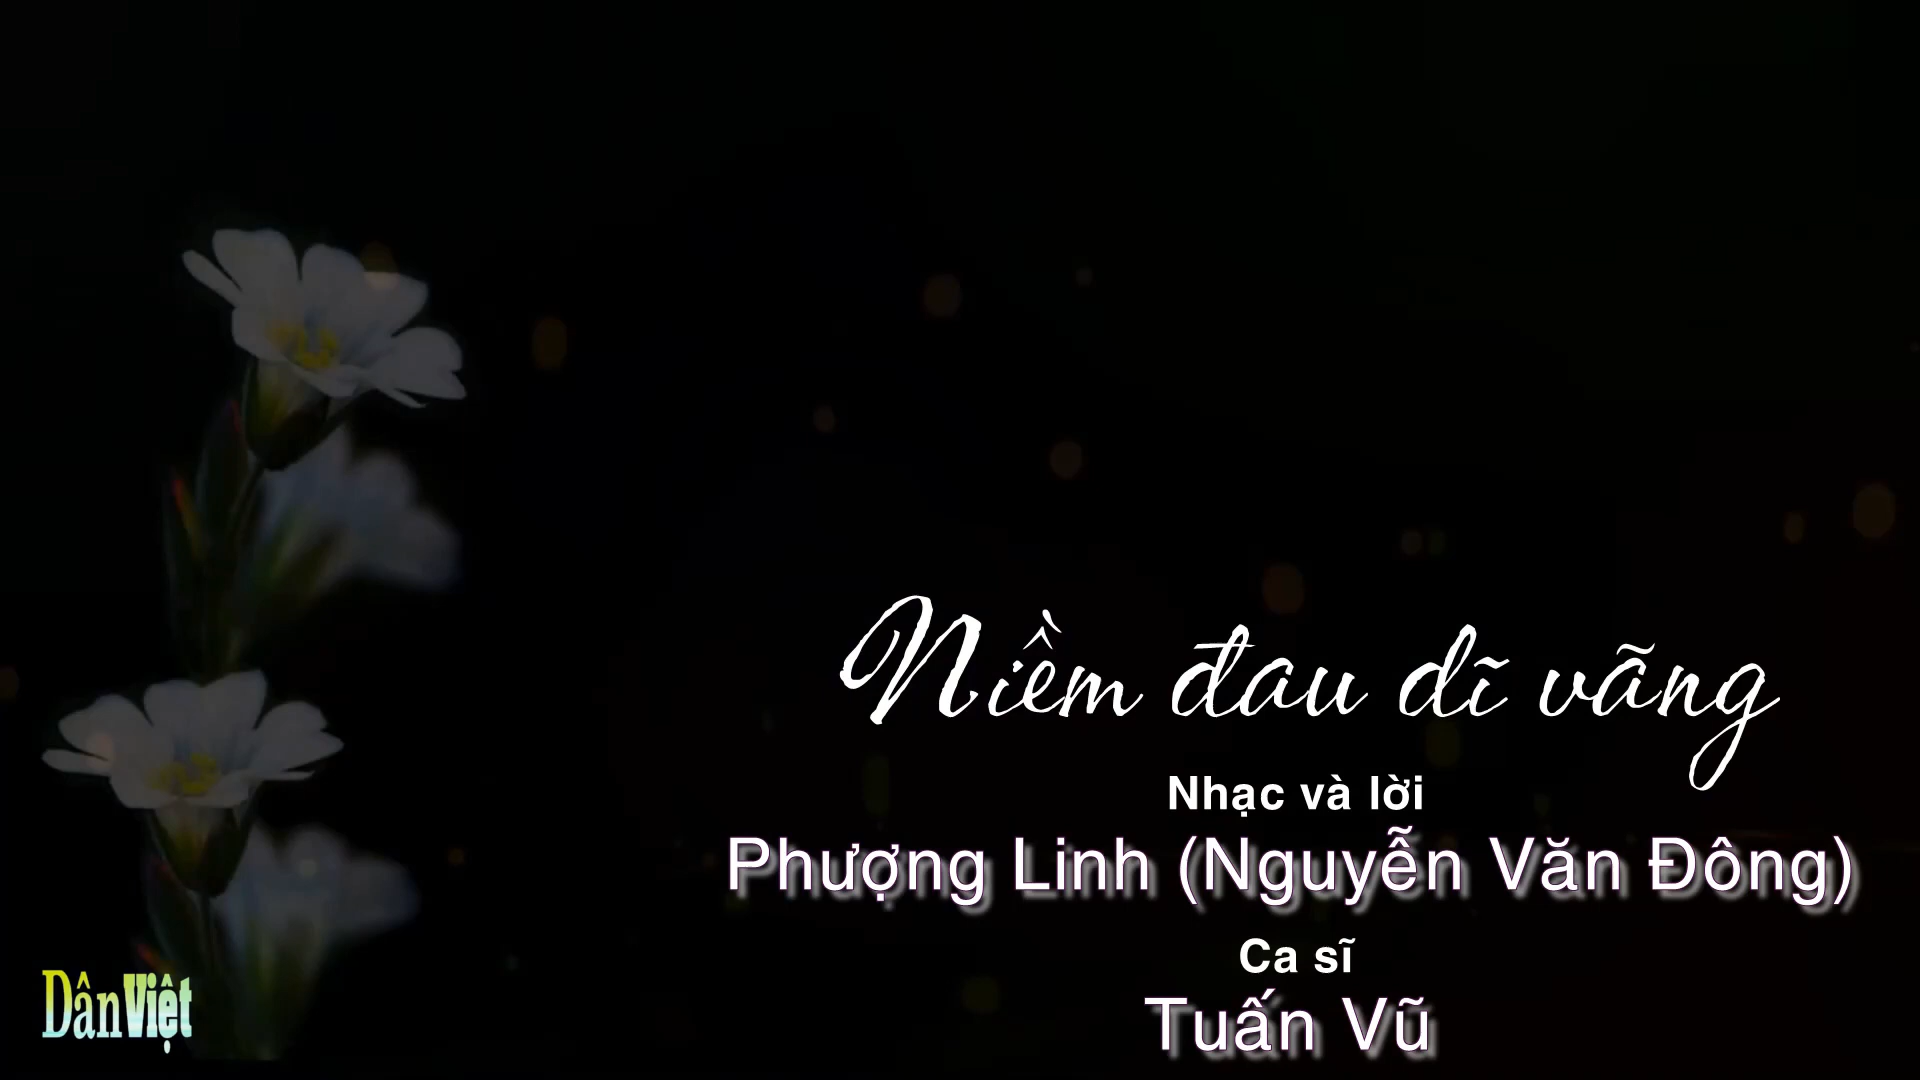 Niềm đau dĩ vãng
Nhạc và lời
Phượng Linh (Nguyễn Văn Đông)
Ca sĩ
Tuấn Vũ
DânViệt